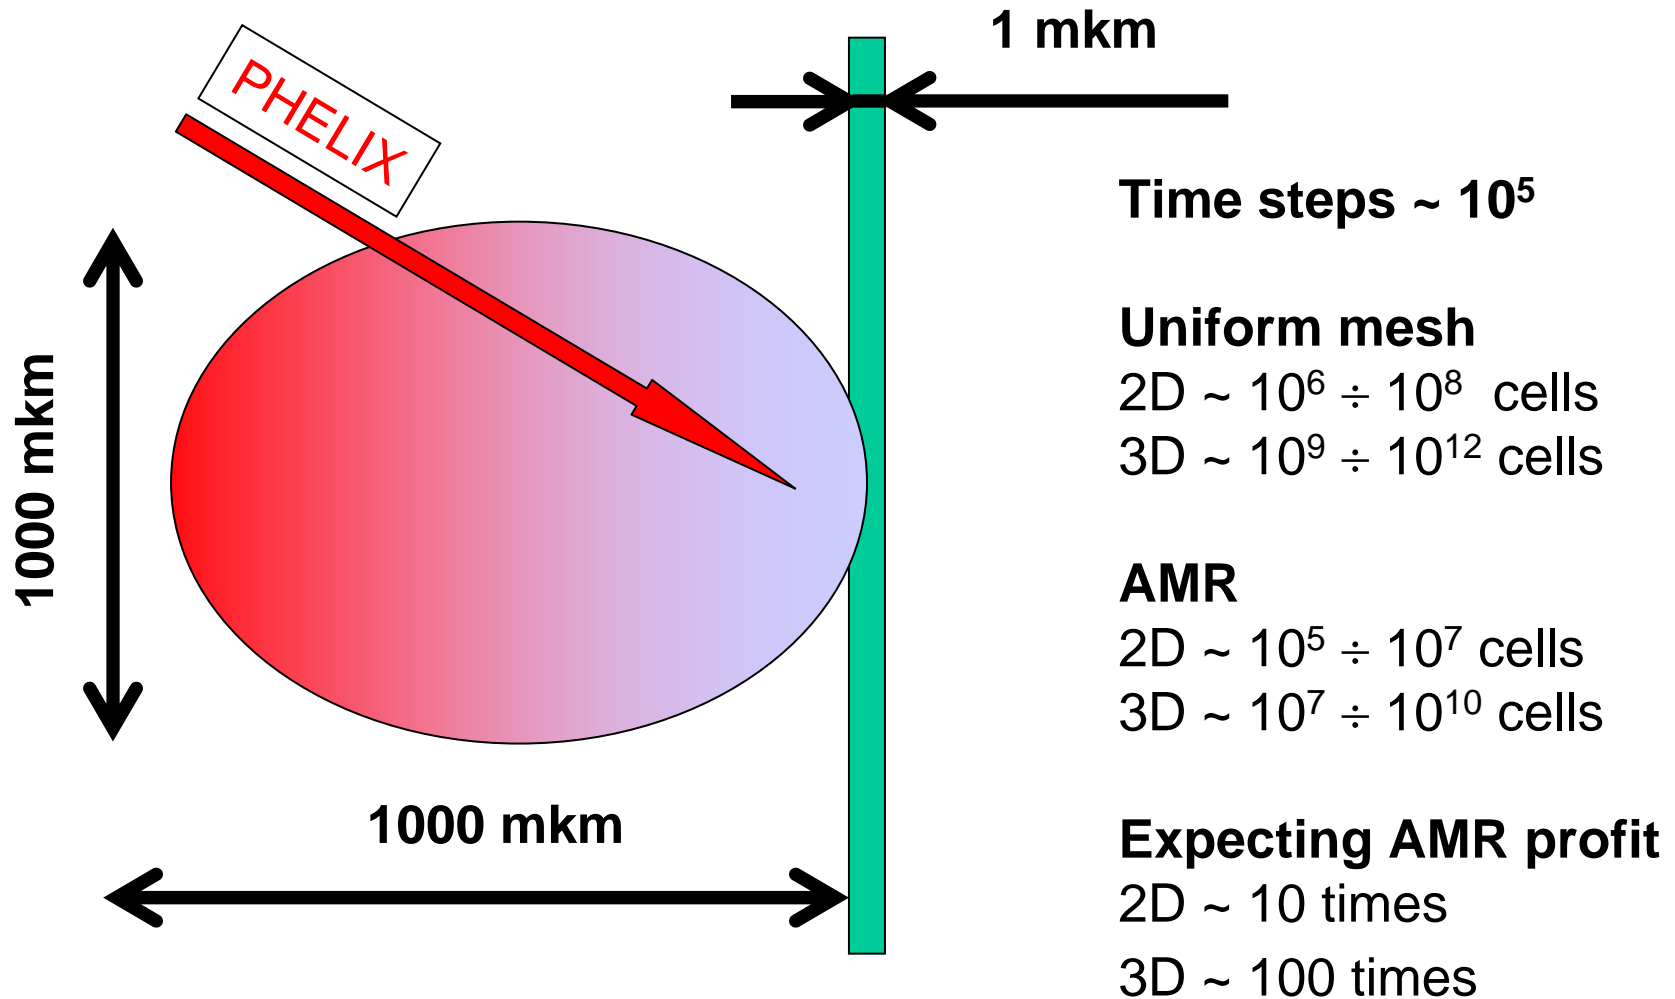 1 mkm
PHELIX
1000 mkm
1000 mkm
Time steps ~ 10⁵
Uniform mesh
2D ~ 10⁶ ÷ 10⁸ cells
3D ~ 10⁹ ÷ 10¹² cells
AMR
2D ~ 10⁵ ÷ 10⁷ cells
3D ~ 10⁷ ÷ 10¹⁰ cells
Expecting AMR profit
2D ~ 10 times
3D ~ 100 times